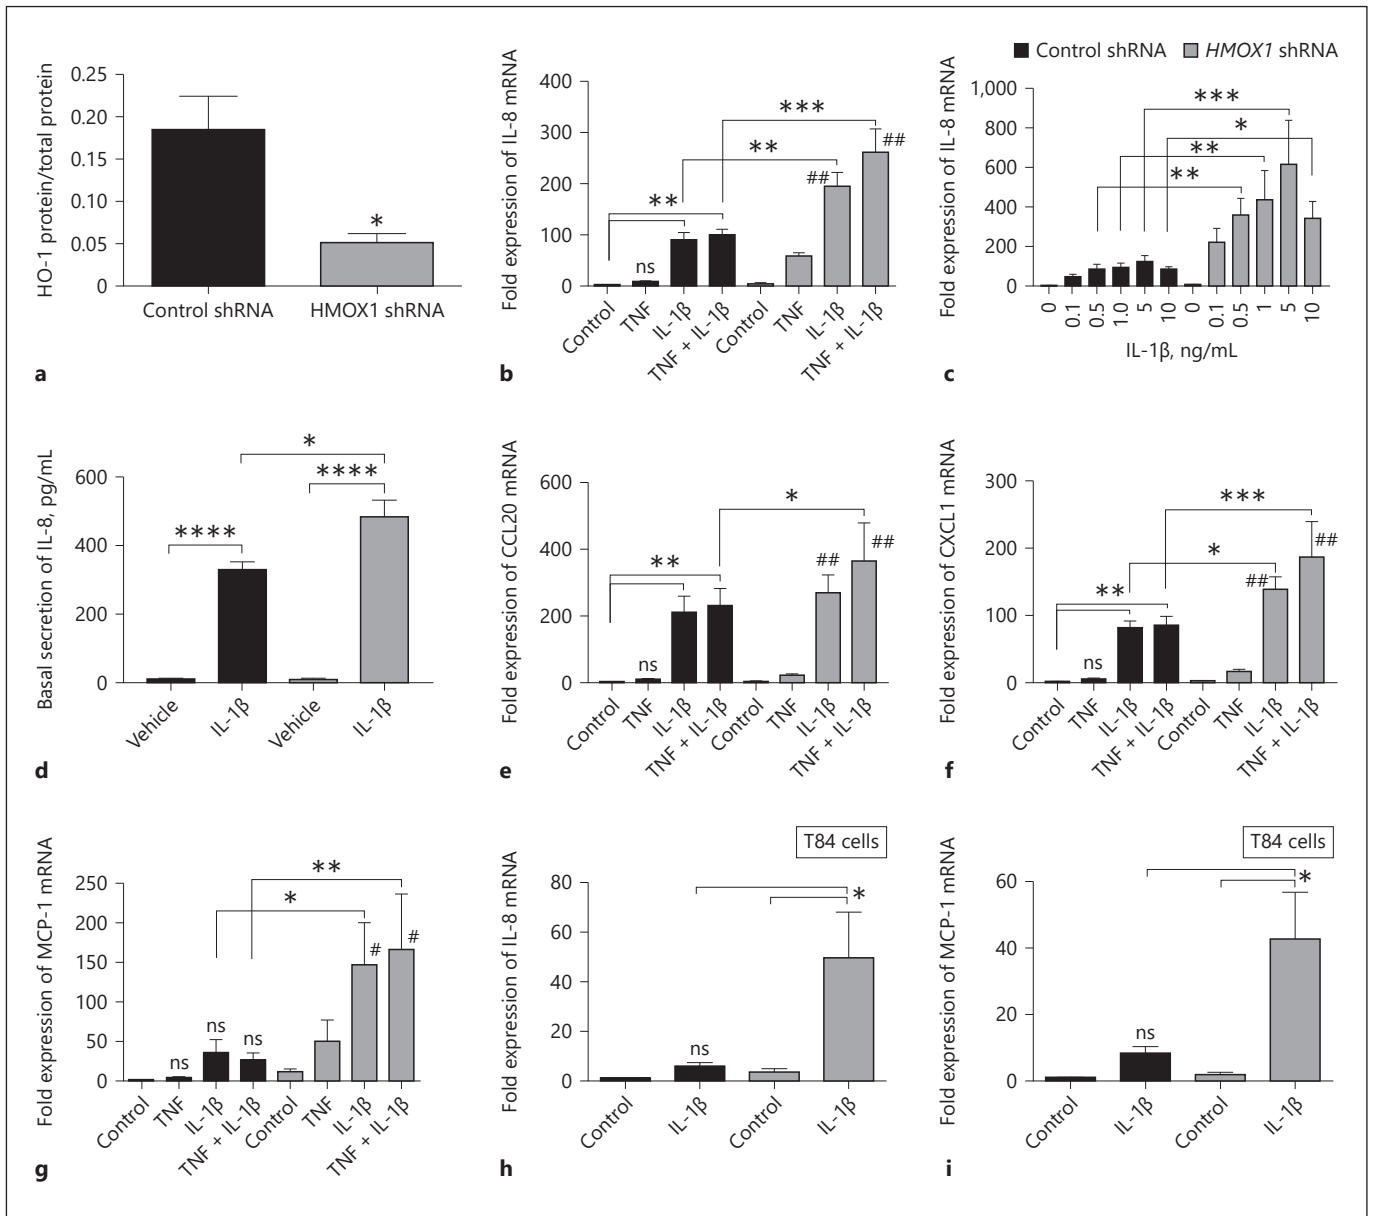 Control shRNA HMOX1 shRNA
HO-1 protein/total protein
0.25
0.20
0.15
0.10
0.05
0
*
Control shRNA HMOX1 shRNA
a
Fold expression of IL-8 mRNA
400
300
200
100
0
***
**
**
##
##
ns
Control TNF IL-1β TNF + IL-1β Control TNF IL-1β TNF + IL-1β
b
Fold expression of IL-8 mRNA
1,000
800
600
400
200
0
***
*
**
**
0 0.1 0.5 1.0 5 10 0 0.1 0.5 1 5 10
IL-1β, ng/mL
c
Basal secretion of IL-8, pg/mL
600
400
200
0
*
****
****
Vehicle IL-1β Vehicle IL-1β
d
Fold expression of CCL20 mRNA
600
400
200
0
*
**
##
##
ns
Control TNF IL-1β TNF + IL-1β Control TNF IL-1β TNF + IL-1β
e
Fold expression of CXCL1 mRNA
300
200
100
0
***
*
**
##
##
ns
Control TNF IL-1β TNF + IL-1β Control TNF IL-1β TNF + IL-1β
f
Fold expression of MCP-1 mRNA
250
200
150
100
50
0
**
*
#
#
ns
ns
ns
Control TNF IL-1β TNF + IL-1β Control TNF IL-1β TNF + IL-1β
g
T84 cells
Fold expression of IL-8 mRNA
80
60
40
20
0
*
ns
Control IL-1β Control IL-1β
h
T84 cells
Fold expression of MCP-1 mRNA
60
40
20
0
*
ns
Control IL-1β Control IL-1β
i